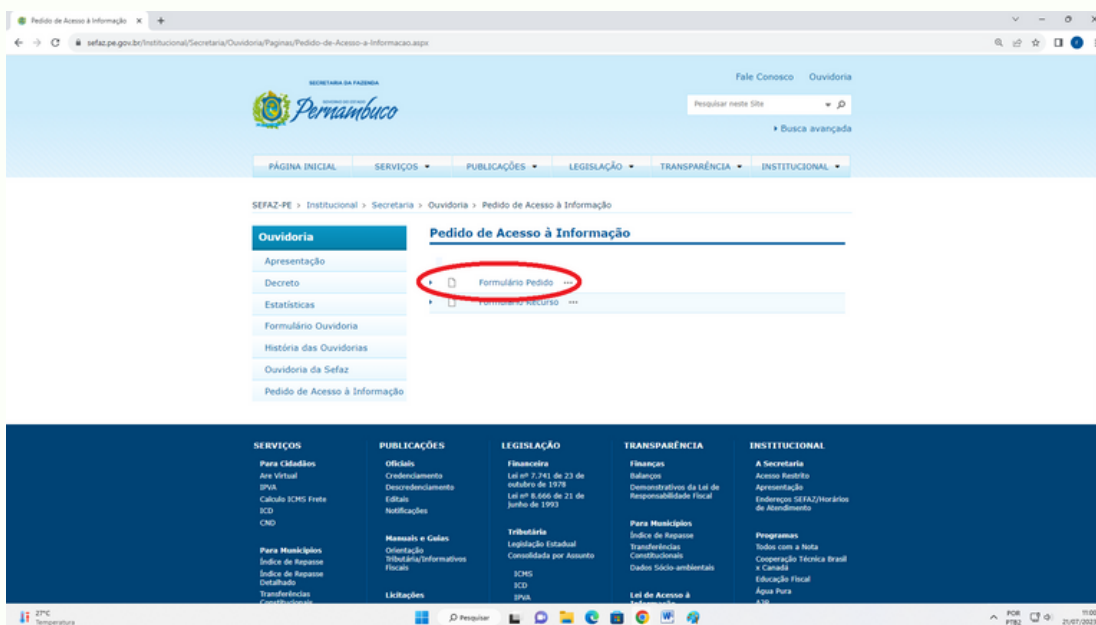 Pedido de Acesso à Informação
sefaz.pe.gov.br/Institucional/Secretaria/Ouvidoria/Paginas/Pedido-de-Acesso-a-Informacao.aspx
SECRETARIA DA FAZENDA
Pernambuco
Fale Conosco Ouvidoria
Pesquisar neste Site
Busca avançada
PÁGINA INICIAL SERVIÇOS PUBLICAÇÕES LEGISLAÇÃO TRANSPARÊNCIA INSTITUCIONAL
SEFAZ-PE > Institucional > Secretaria > Ouvidoria > Pedido de Acesso à Informação
Ouvidoria
Apresentação
Decreto
Estatísticas
Formulário Ouvidoria
História das Ouvidorias
Ouvidoria da Sefaz
Pedido de Acesso à Informação
Pedido de Acesso à Informação
Formulário Pedido ...
Formulário Recurso ...
SERVIÇOS
Para Cidadãos
Are Virtual
IPVA
Calculo ICMS Frete
ICD
CND
Para Municípios
Índice de Repasse
Índice de Repasse
Detalhado
Transferências
Constitucionais
PUBLICAÇÕES
Oficiais
Credenciamento
Descredenciamento
Editais
Notificações
Manuais e Guias
Orientação
Tributária/Informativos
Fiscais
Licitações
LEGISLAÇÃO
Financeira
Lei nº 7.741 de 23 de
outubro de 1978
Lei nº 8.666 de 21 de
junho de 1993
Tributária
Legislação Estadual
Consolidada por Assunto
ICMS
ICD
IPVA
TRANSPARÊNCIA
Finanças
Balanços
Demonstrativos da Lei de
Responsabilidade Fiscal
Para Municípios
Índice de Repasse
Transferências
Constitucionais
Dados Sócio-ambientais
Lei de Acesso à
Informação
INSTITUCIONAL
A Secretaria
Acesso Restrito
Apresentação
Endereços SEFAZ/Horários
de Atendimento
Programas
Todos com a Nota
Cooperação Técnica Brasil
x Canadá
Educação Fiscal
Água Pura
27°C
Temperatura
Pesquisar
POR
PTB2
11:00
21/07/2023